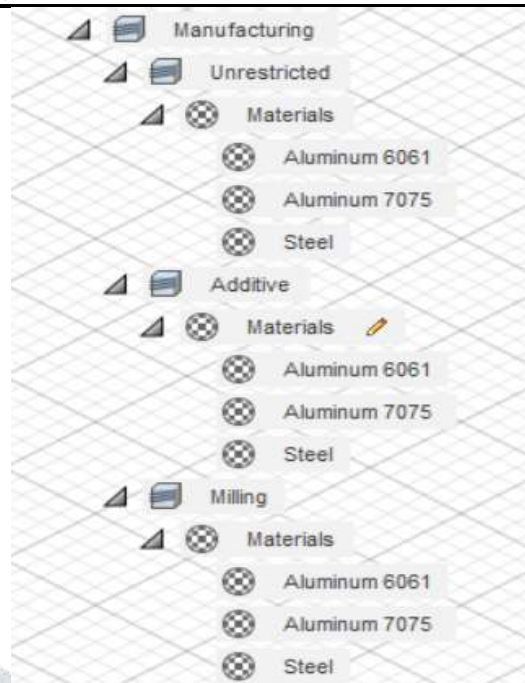 Manufacturing
Unrestricted
Materials
Aluminum 6061
Aluminum 7075
Steel
Additive
Materials
Aluminum 6061
Aluminum 7075
Steel
Milling
Materials
Aluminum 6061
Aluminum 7075
Steel